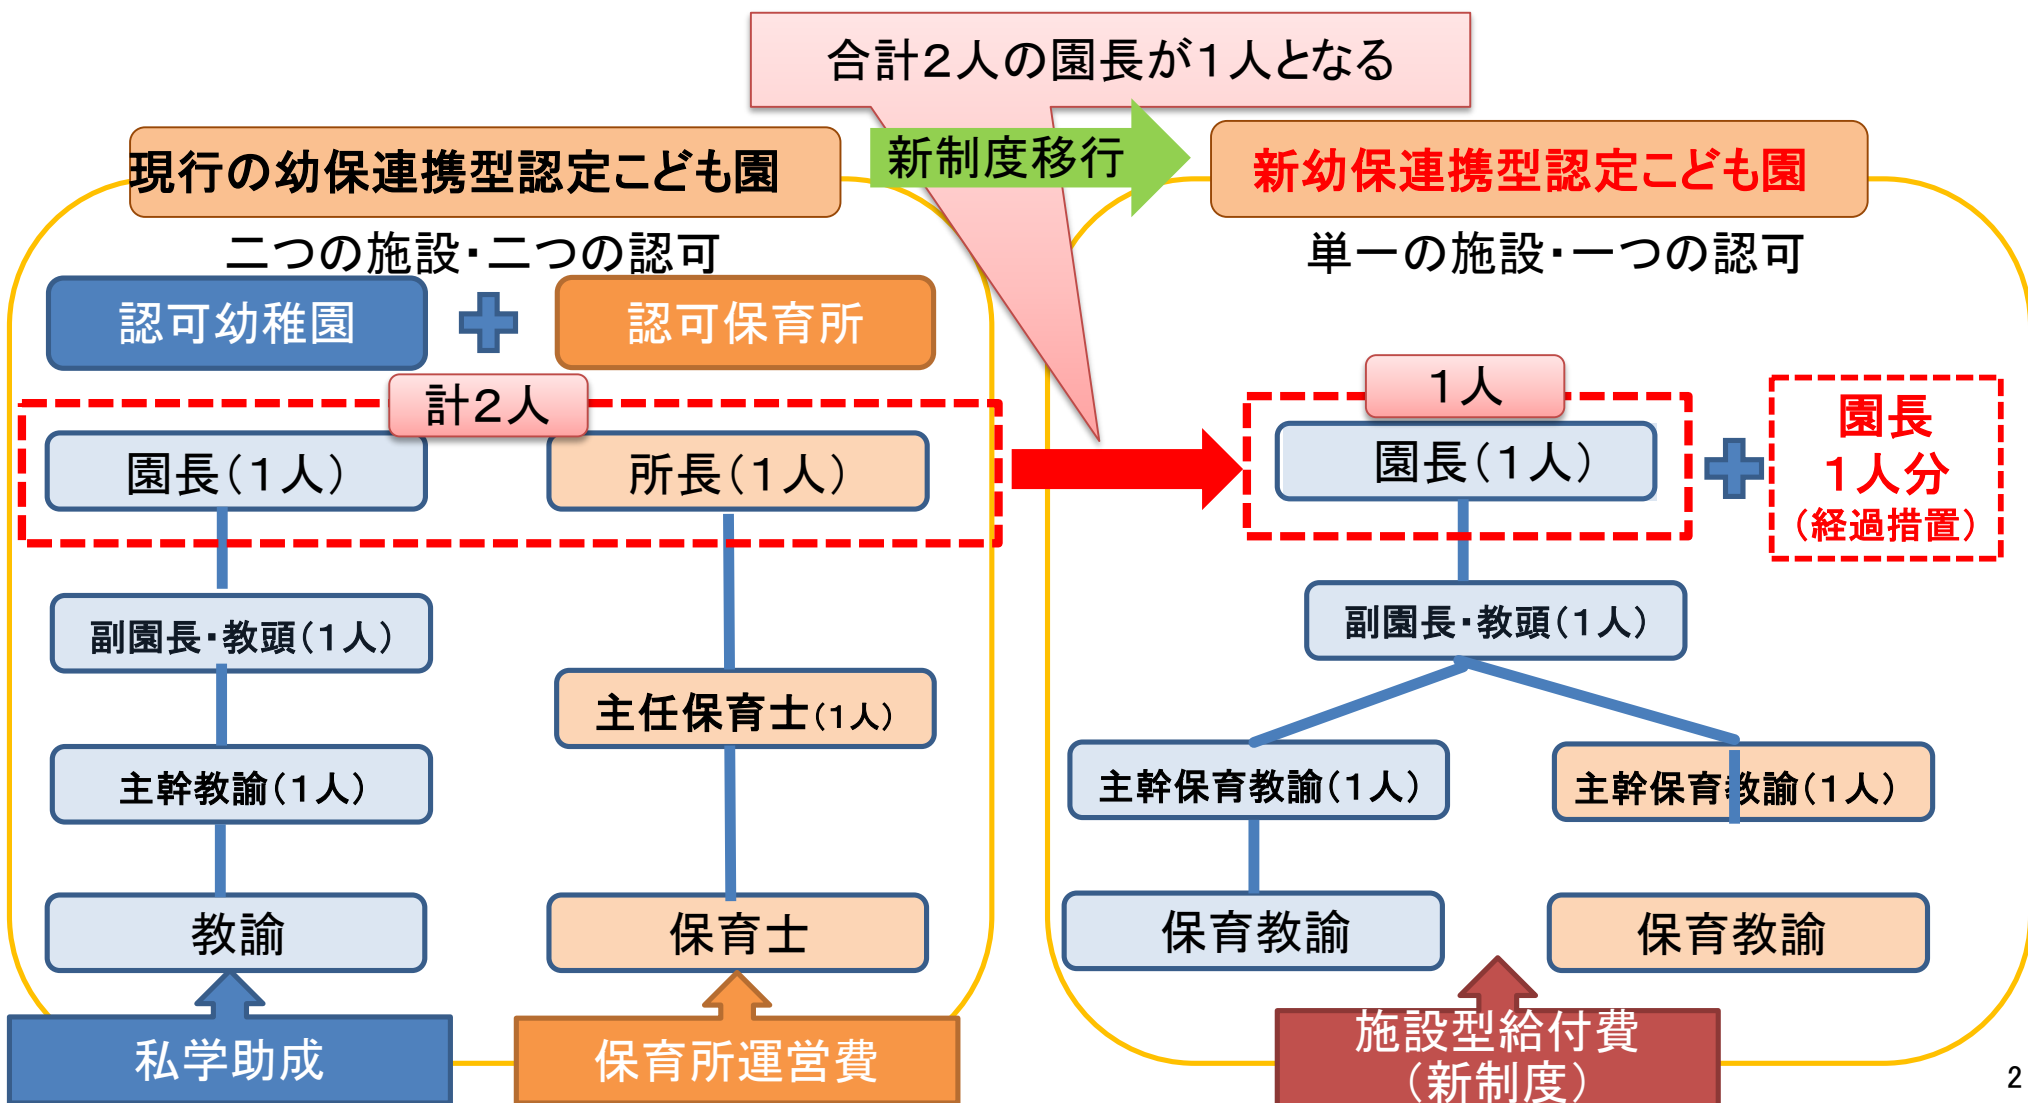 合計2人の園長が1人となる
現行の幼保連携型認定こども園
新制度移行
新幼保連携型認定こども園
二つの施設・二つの認可
単一の施設・一つの認可
認可幼稚園
認可保育所
計2人
園長(1人)
所長(1人)
副園長・教頭(1人)
主任保育士(1人)
主幹教諭(1人)
教諭
保育士
私学助成
保育所運営費
1人
園長(1人)
園長
1人分
(経過措置)
副園長・教頭(1人)
主幹保育教諭(1人)
主幹保育教諭(1人)
保育教諭
保育教諭
施設型給付費
(新制度)
2